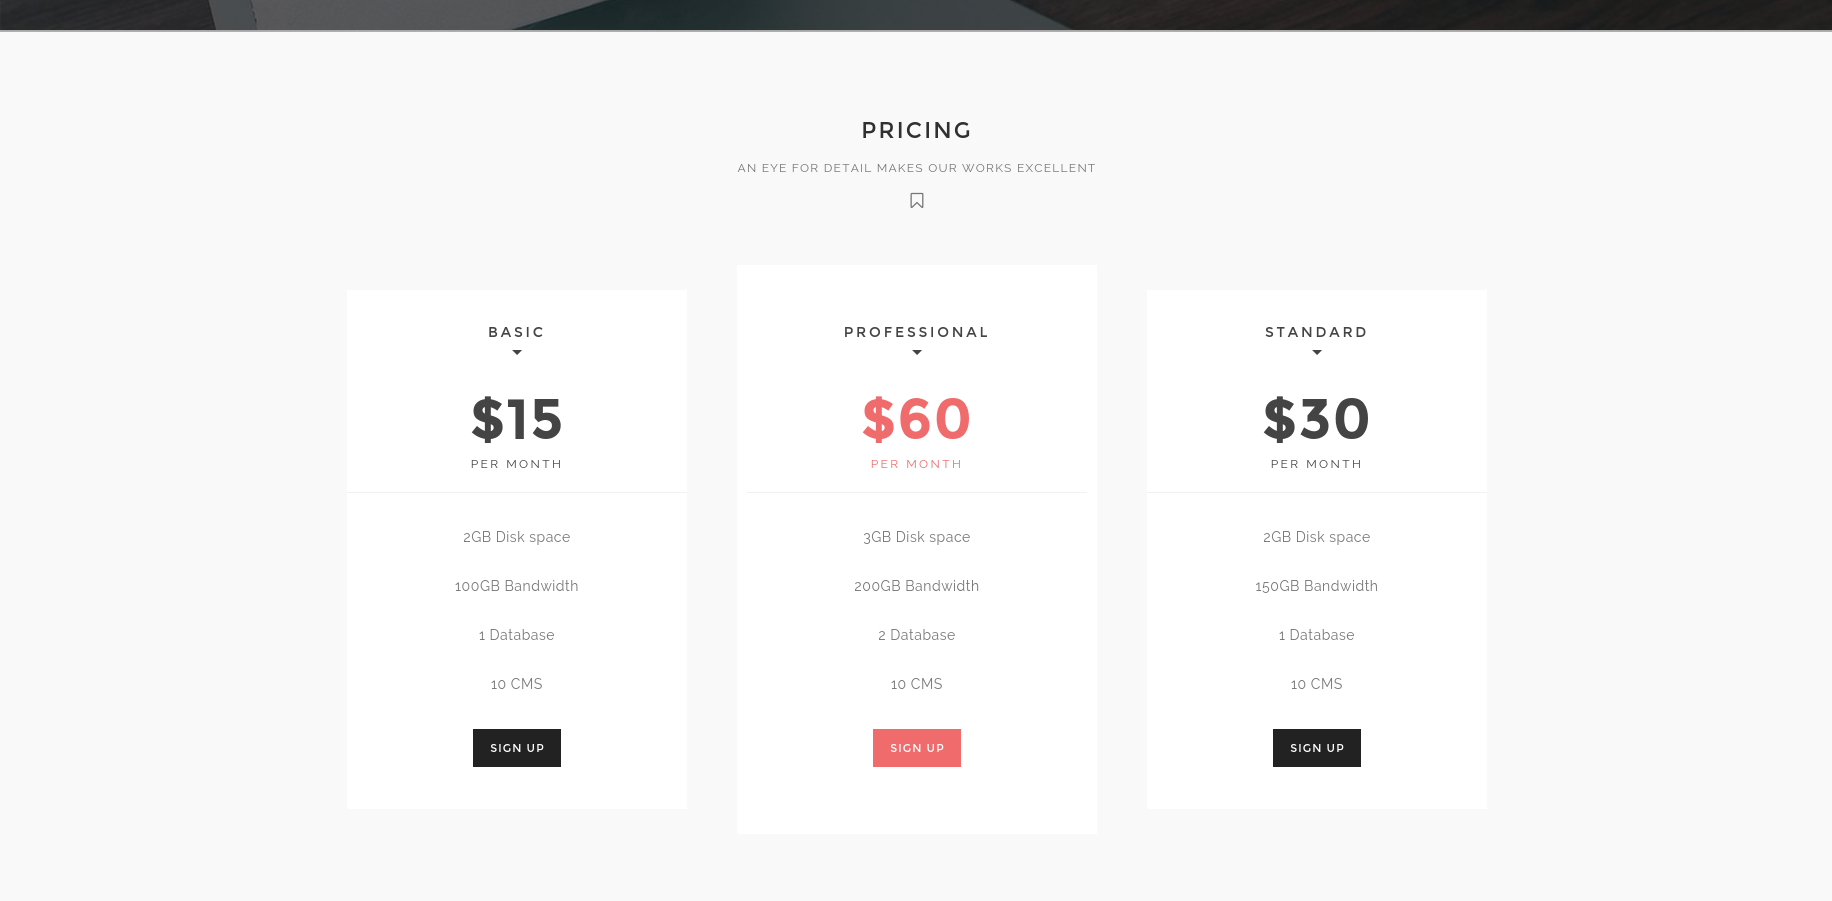 PRICING
AN EYE FOR DETAIL MAKES OUR WORKS EXCELLENT
BASIC
$15
PER MONTH
2GB Disk space
100GB Bandwidth
1 Database
10 CMS
SIGN UP
PROFESSIONAL
$60
PER MONTH
3GB Disk space
200GB Bandwidth
2 Database
10 CMS
SIGN UP
STANDARD
$30
PER MONTH
2GB Disk space
150GB Bandwidth
1 Database
10 CMS
SIGN UP